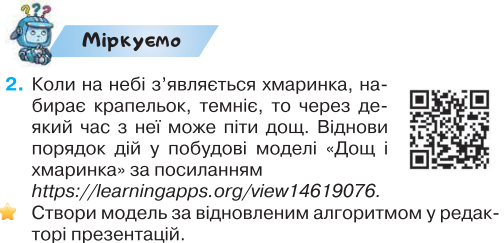 Міркуємо
2. Коли на небі з’являється хмаринка, на-
бирає крапельок, темніє, то через де-
який час з неї може піти дощ. Віднови
порядок дій у побудові моделі «Дощ і
хмаринка» за посиланням
https://learningapps.org/view14619076.
Створи модель за відновленим алгоритмом у редак-
торі презентацій.